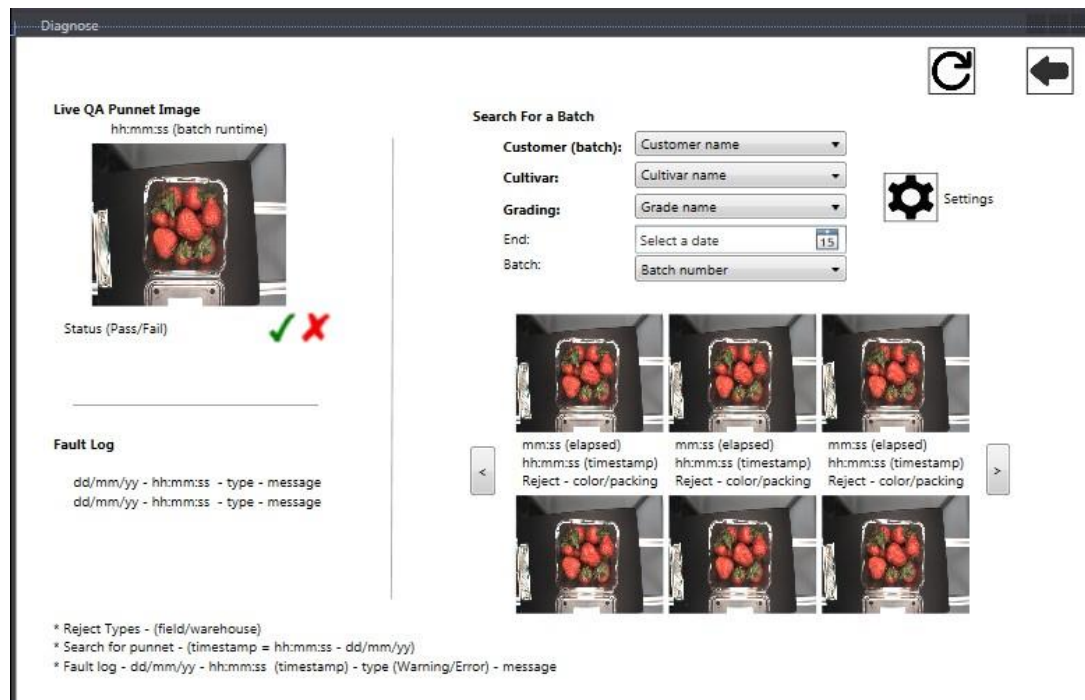 Diagnose
Live QA Punnet Image
hh:mm:ss (batch runtime)
Status (Pass/Fail)
Fault Log
dd/mm/yy - hh:mm:ss - type - message
dd/mm/yy - hh:mm:ss - type - message
Search For a Batch
Customer (batch): Customer name
Cultivar: Cultivar name
Grading: Grade name
End: Select a date 15
Batch: Batch number
Settings
mm:ss (elapsed) mm:ss (elapsed) mm:ss (elapsed)
hh:mm:ss (timestamp) hh:mm:ss (timestamp) hh:mm:ss (timestamp)
< Reject - color/packing Reject - color/packing Reject - color/packing >
* Reject Types - (field/warehouse)
* Search for punnet - (timestamp = hh:mm:ss - dd/mm/yy)
* Fault log - dd/mm/yy - hh:mm:ss (timestamp) - type (Warning/Error) - message